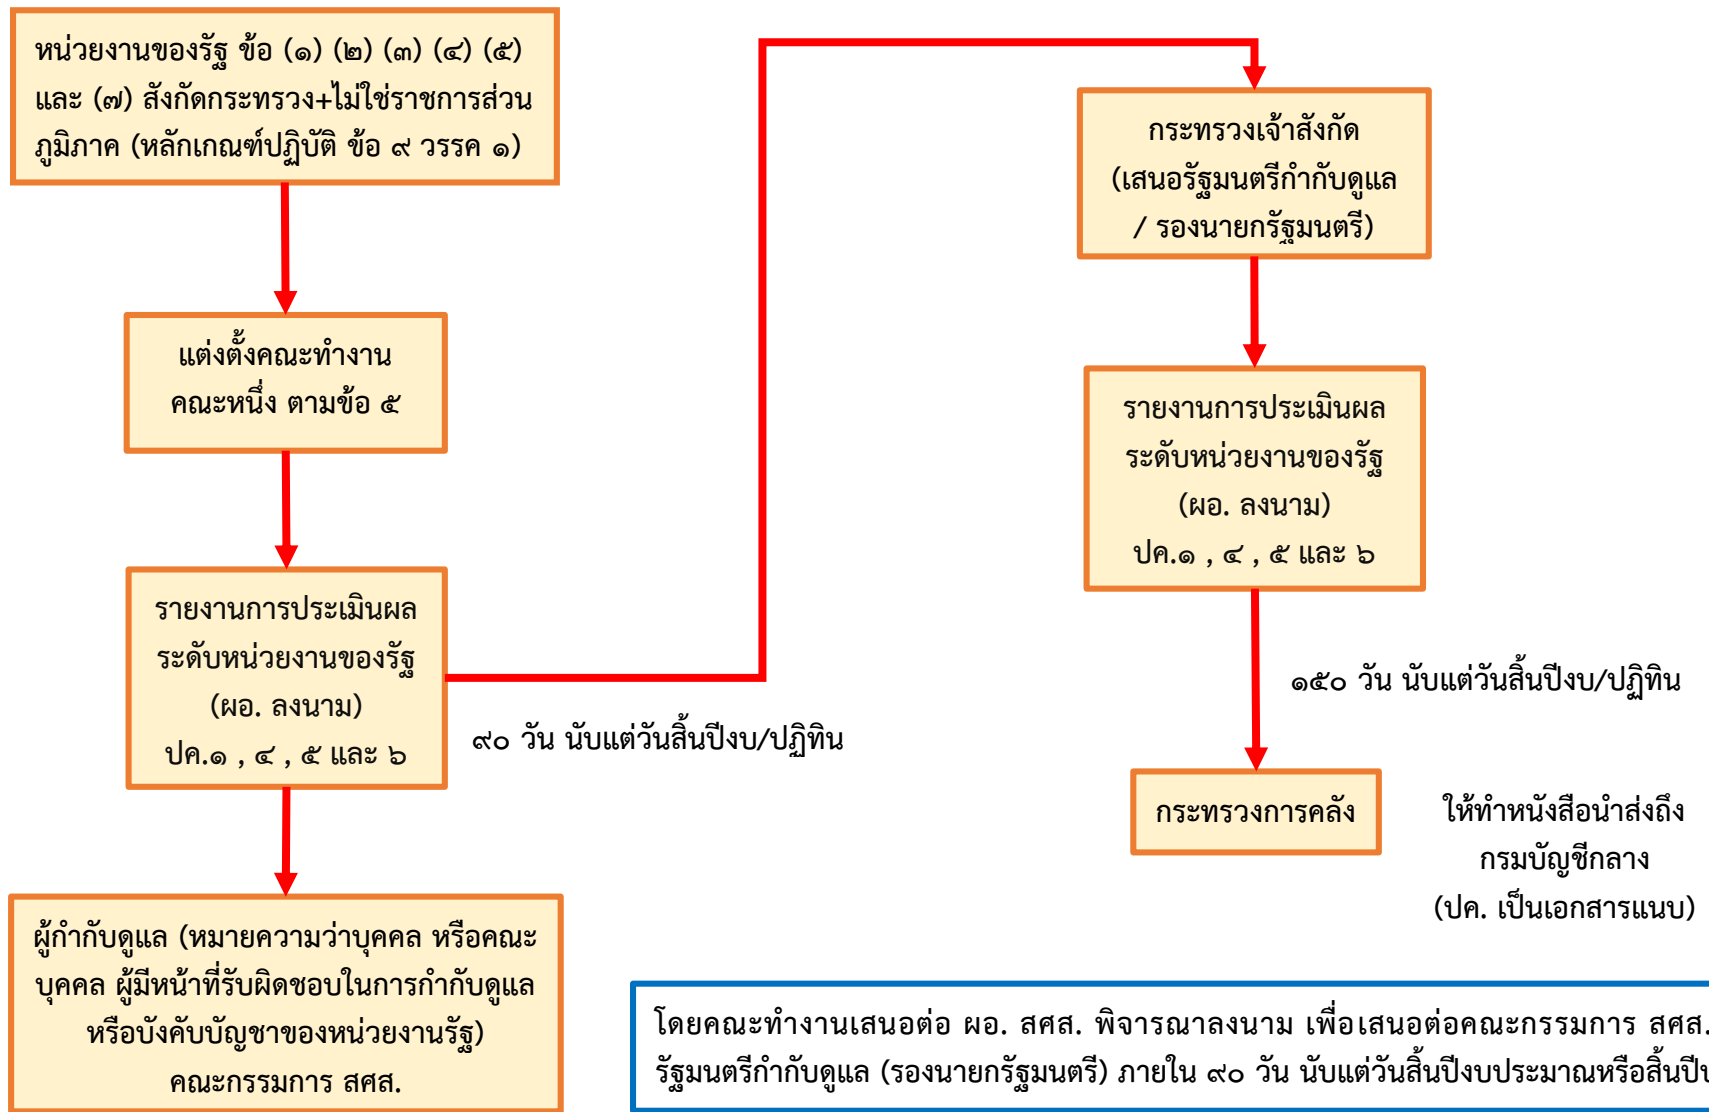 หน่วยงานของรัฐ ข้อ (๑) (๒) (๓) (๔) (๕)
และ (๗) สังกัดกระทรวง+ไม่ใช่ราชการส่วน
ภูมิภาค (หลักเกณฑ์ปฏิบัติ ข้อ ๙ วรรค ๑)
แต่งตั้งคณะทำงาน
คณะหนึ่ง ตามข้อ ๕
รายงานการประเมินผล
ระดับหน่วยงานของรัฐ
(ผอ. ลงนาม)
ปค.๑ , ๔ , ๕ และ ๖
๙๐ วัน นับแต่วันสิ้นปีงบ/ปฏิทิน
ผู้กำกับดูแล (หมายความว่าบุคคล หรือคณะ
บุคคล ผู้มีหน้าที่รับผิดชอบในการกำกับดูแล
หรือบังคับบัญชาของหน่วยงานรัฐ)
คณะกรรมการ สศส.
กระทรวงเจ้าสังกัด
(เสนอรัฐมนตรีกำกับดูแล
/ รองนายกรัฐมนตรี)
รายงานการประเมินผล
ระดับหน่วยงานของรัฐ
(ผอ. ลงนาม)
ปค.๑ , ๔ , ๕ และ ๖
๑๕๐ วัน นับแต่วันสิ้นปีงบ/ปฏิทิน
กระทรวงการคลัง
ให้ทำหนังสือนำส่งถึง
กรมบัญชีกลาง
(ปค. เป็นเอกสารแนบ)
โดยคณะทำงานเสนอต่อ ผอ. สศส. พิจารณาลงนาม เพื่อเสนอต่อคณะกรรมการ สศส.
รัฐมนตรีกำกับดูแล (รองนายกรัฐมนตรี) ภายใน ๙๐ วัน นับแต่วันสิ้นปีงบประมาณหรือสิ้น